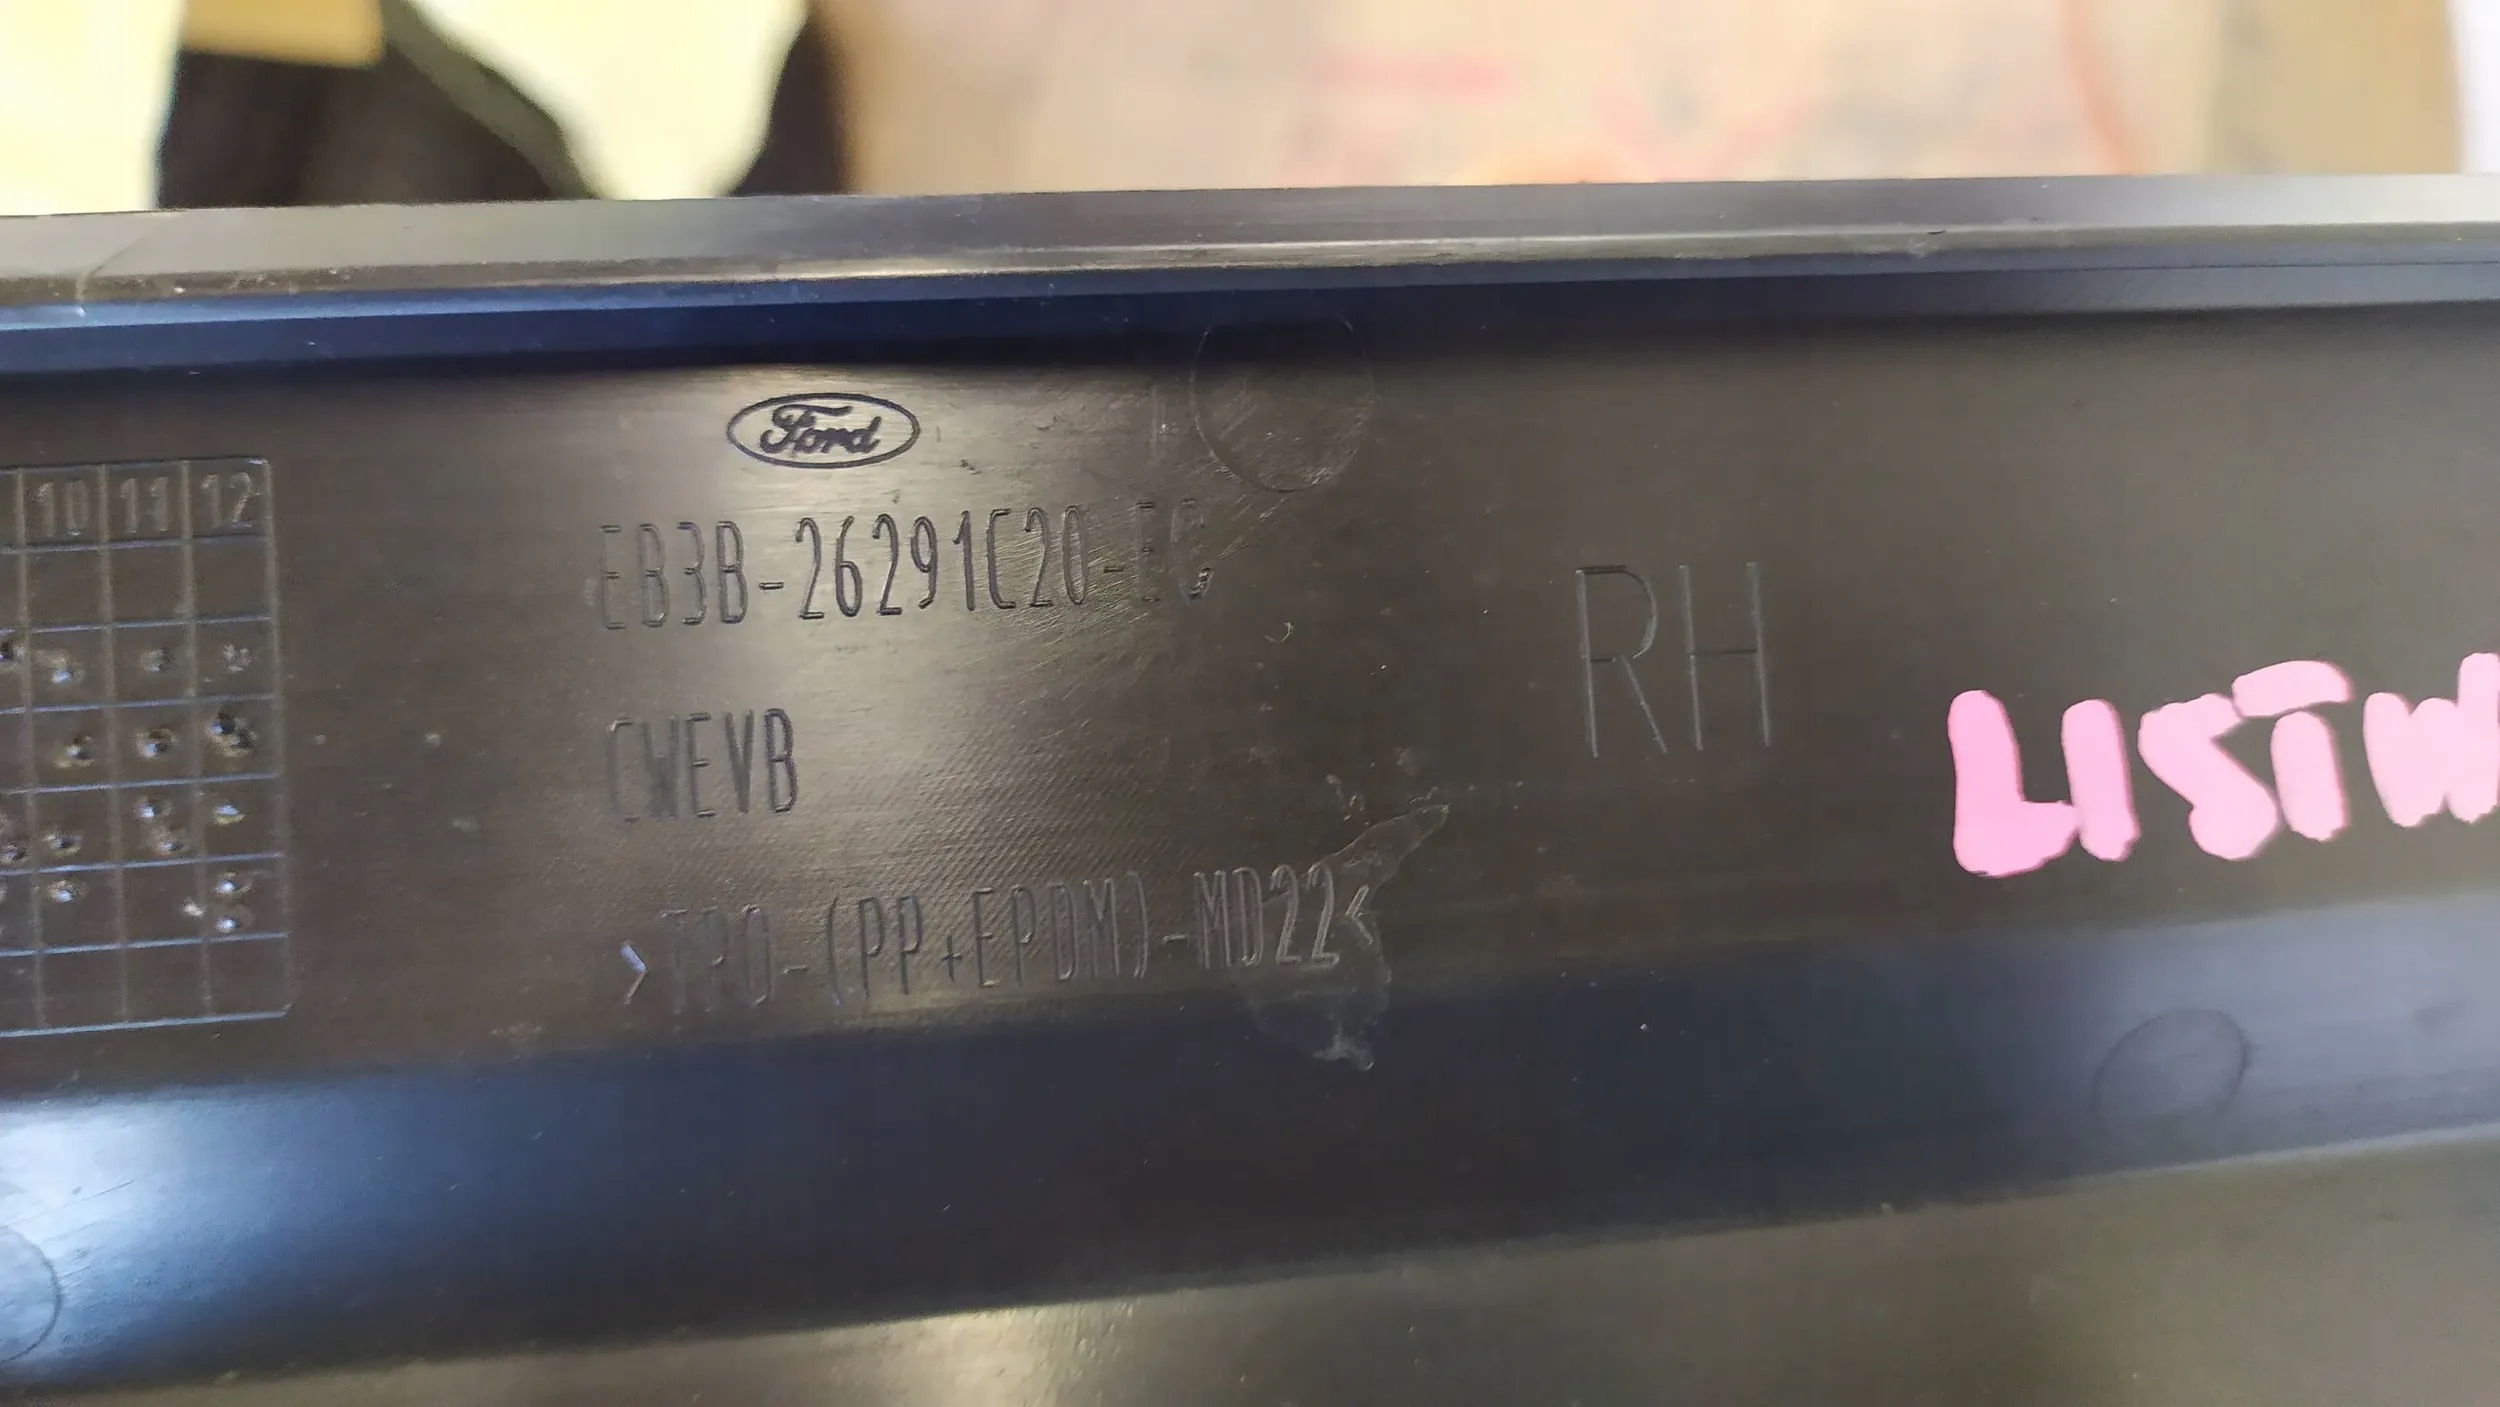 Ford
10 11 12
EB3B-26291C20-EC
RH
CWEVB
LISTW
>TPO-(PP+EPDM)-MD22<